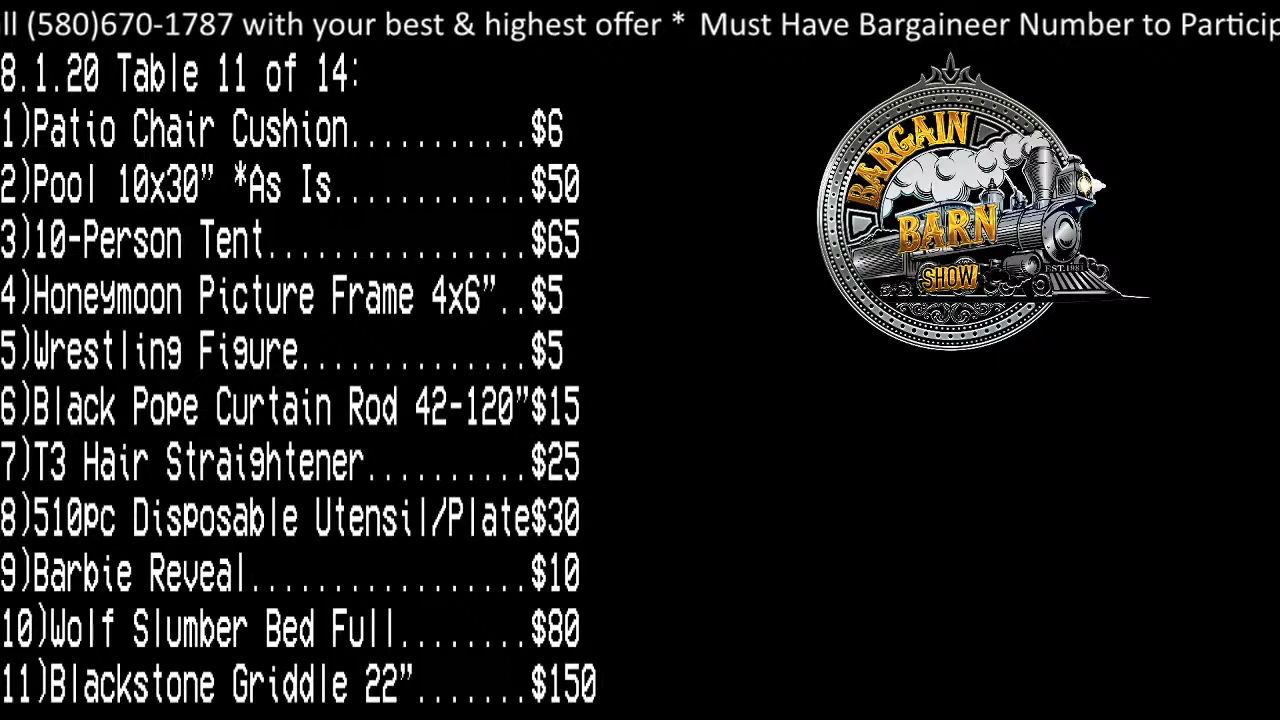 ll (580)670-1787 with your best & highest offer * Must Have Bargaineer Number to Particip
8.1.20 Table 11 of 14:
1)Patio Chair Cushion...........$6
2)Pool 10x30” *As Is............$50
3)10-Person Tent................$65
4)Honeymoon Picture Frame 4x6”..$5
5)Wrestling Figure..............$5
6)Black Pope Curtain Rod 42-120”$15
7)T3 Hair Straightener..........$25
8)510pc Disposable Utensil/Plate$30
9)Barbie Reveal.................$10
10)Wolf Slumber Bed Full........$80
11)Blackstone Griddle 22”.......$150
BARGAIN
BARN
SHOW